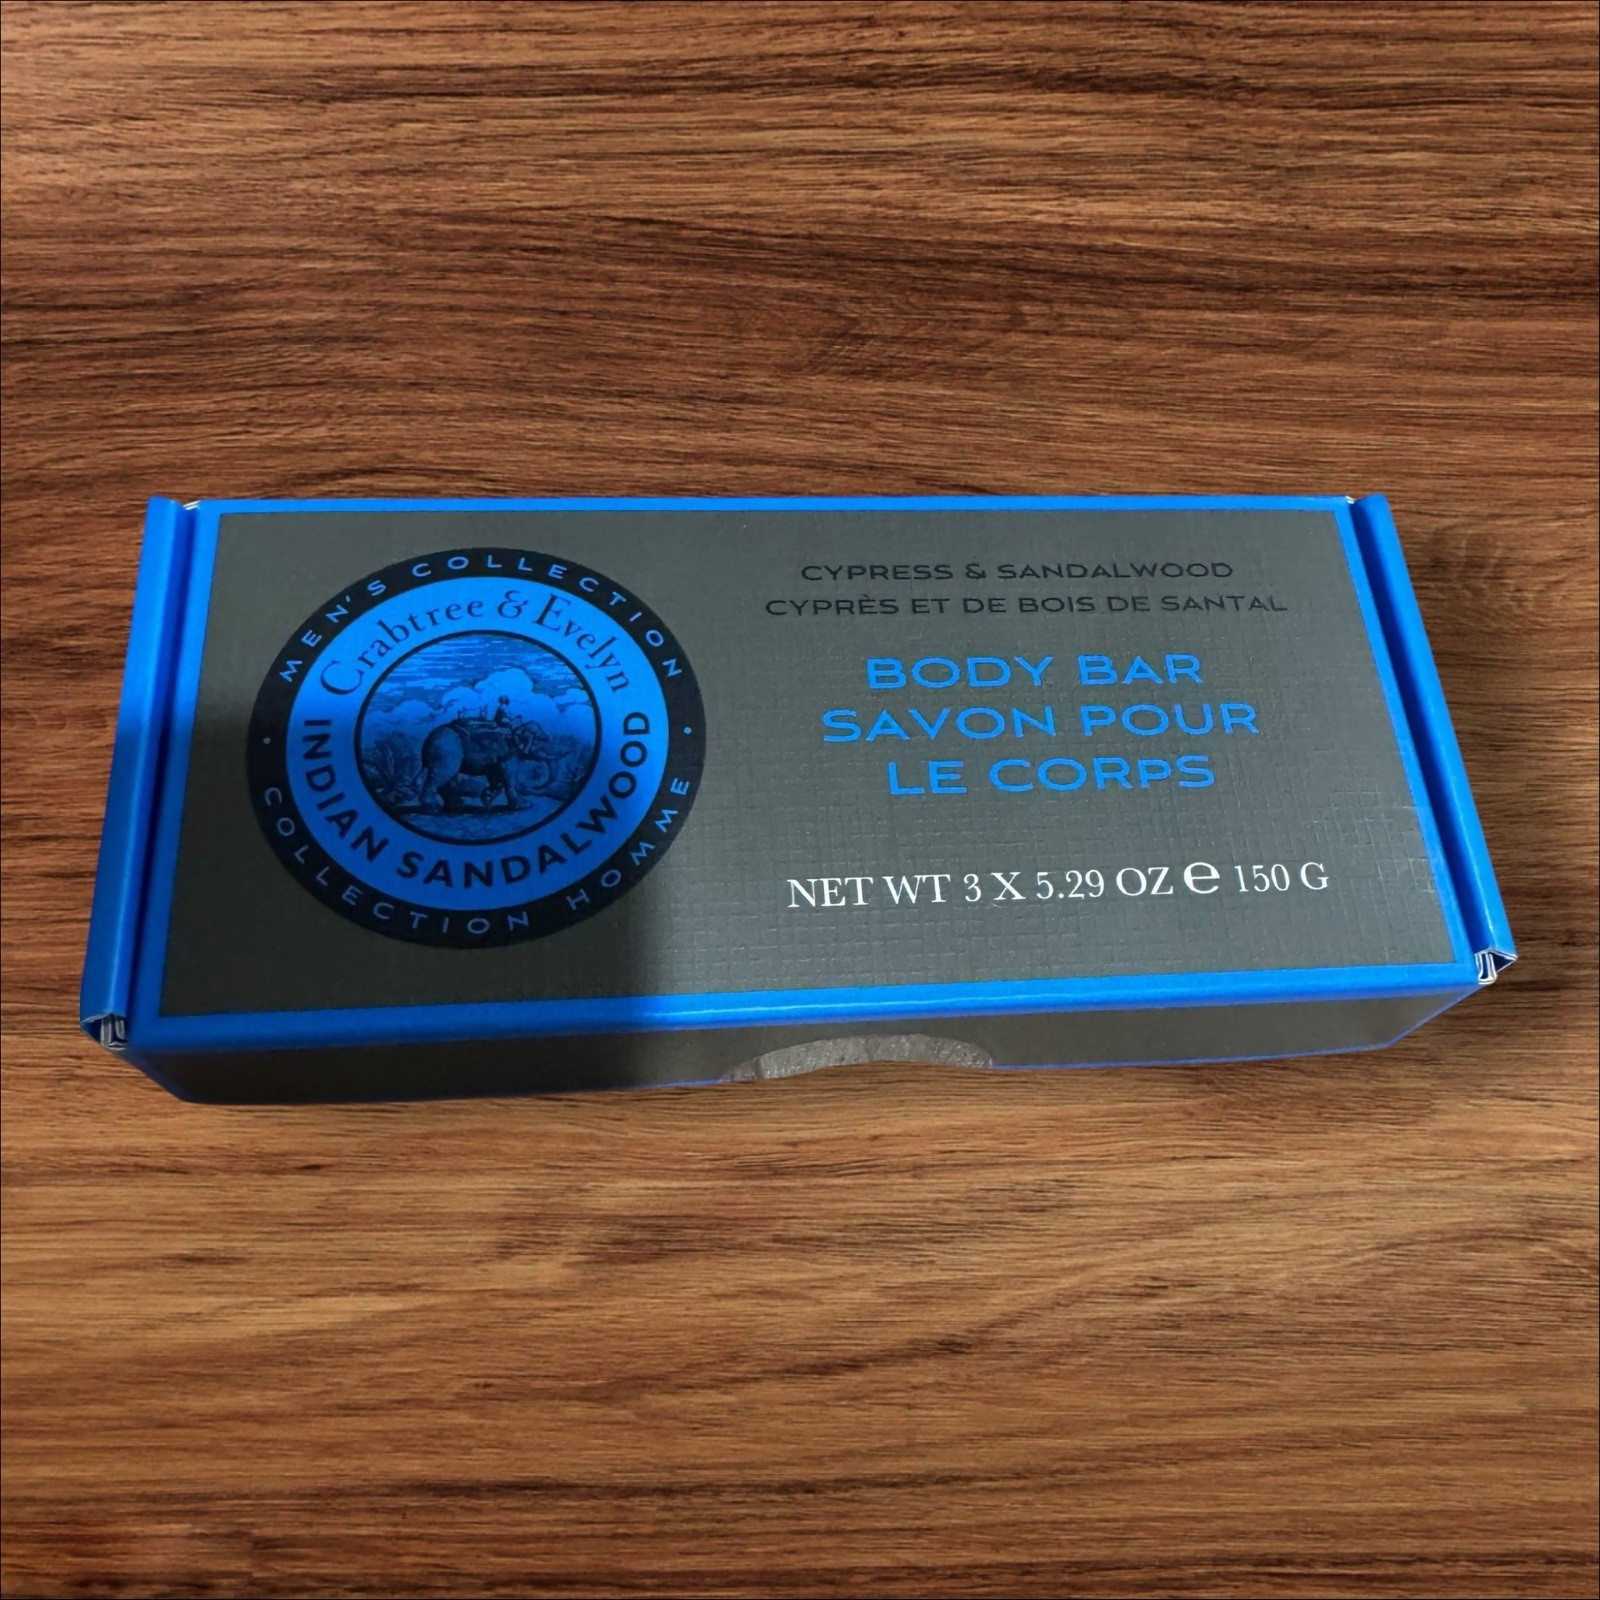 MEN'S COLLECTION
Crabtree & Evelyn
INDIAN SANDALWOOD
COLLECTION HOMME
CYPRESS & SANDALWOOD
CYPRÈS ET DE BOIS DE SANTAL
BODY BAR
SAVON POUR
LE CORPS
NET WT 3 X 5.29 OZ ℮ 150 G